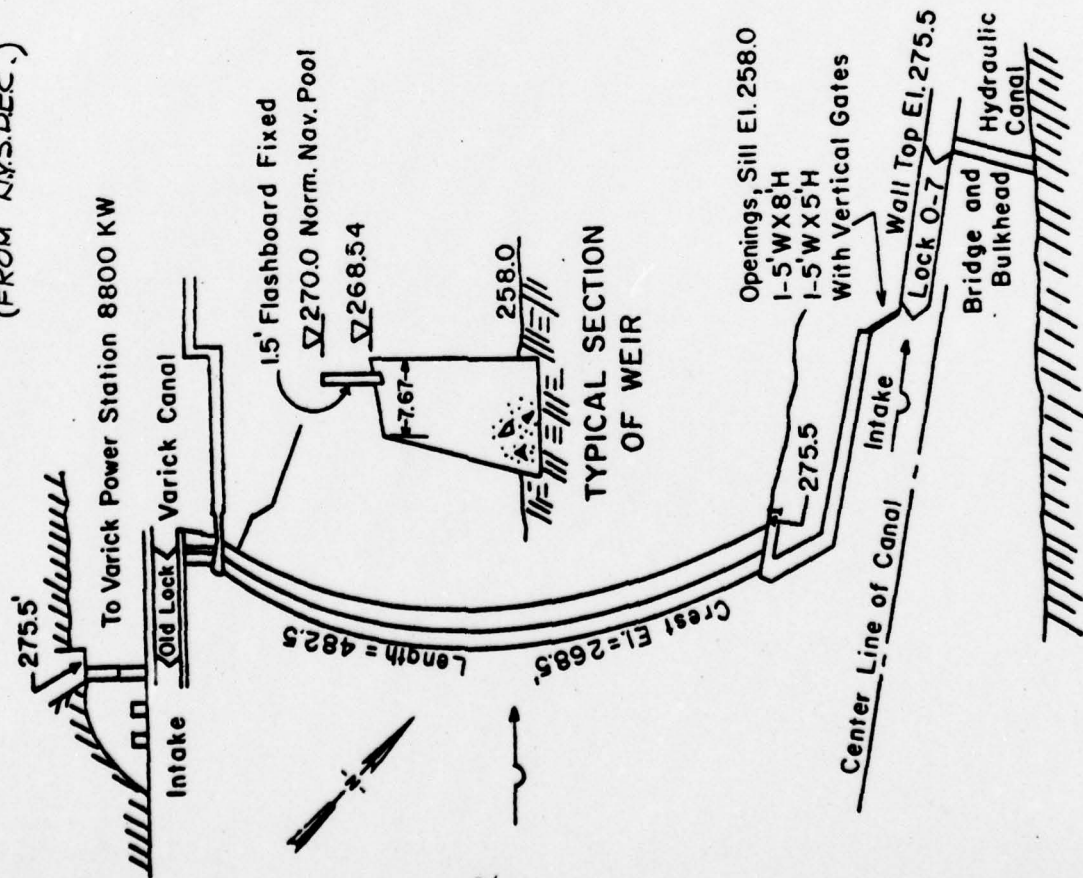 (FROM N.Y.S.DEC.)
275.5'
To Varick Power Station 8800 KW
Old Lock
Varick Canal
Intake
1.5' Flashboard Fixed
270.0 Norm. Nav. Pool
268.54
7.67
258.0
TYPICAL SECTION
OF WEIR
Length = 482.5
Crest El.=268.5'
N
Openings, Sill El. 258.0
1-5'W X 8'H
1-5'W X 5'H
With Vertical Gates
275.5
Wall Top El. 275.5
Intake
Lock O-7
Center Line of Canal
Bridge and
Bulkhead
Hydraulic
Canal